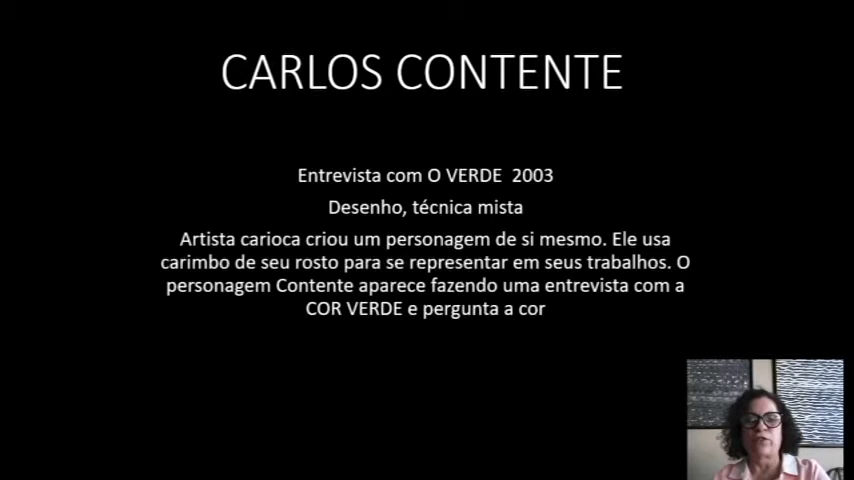 CARLOS CONTENTE
Entrevista com O VERDE 2003
Desenho, técnica mista
Artista carioca criou um personagem de si mesmo. Ele usa
carimbo de seu rosto para se representar em seus trabalhos. O
personagem Contente aparece fazendo uma entrevista com a
COR VERDE e pergunta a cor